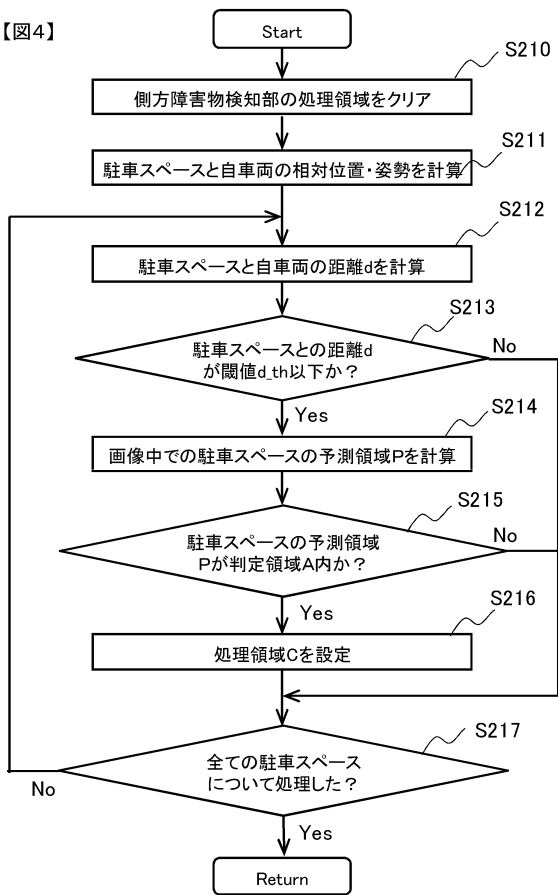 【図4】
Start
S210
側方障害物検知部の処理領域をクリア
S211
駐車スペースと自車両の相対位置・姿勢を計算
S212
駐車スペースと自車両の距離dを計算
S213
駐車スペースとの距離d
が閾値d_th以下か？
No
Yes
S214
画像中での駐車スペースの予測領域Pを計算
S215
駐車スペースの予測領域
Pが判定領域A内か？
No
Yes
S216
処理領域Cを設定
S217
全ての駐車スペース
について処理した？
No
Yes
Return